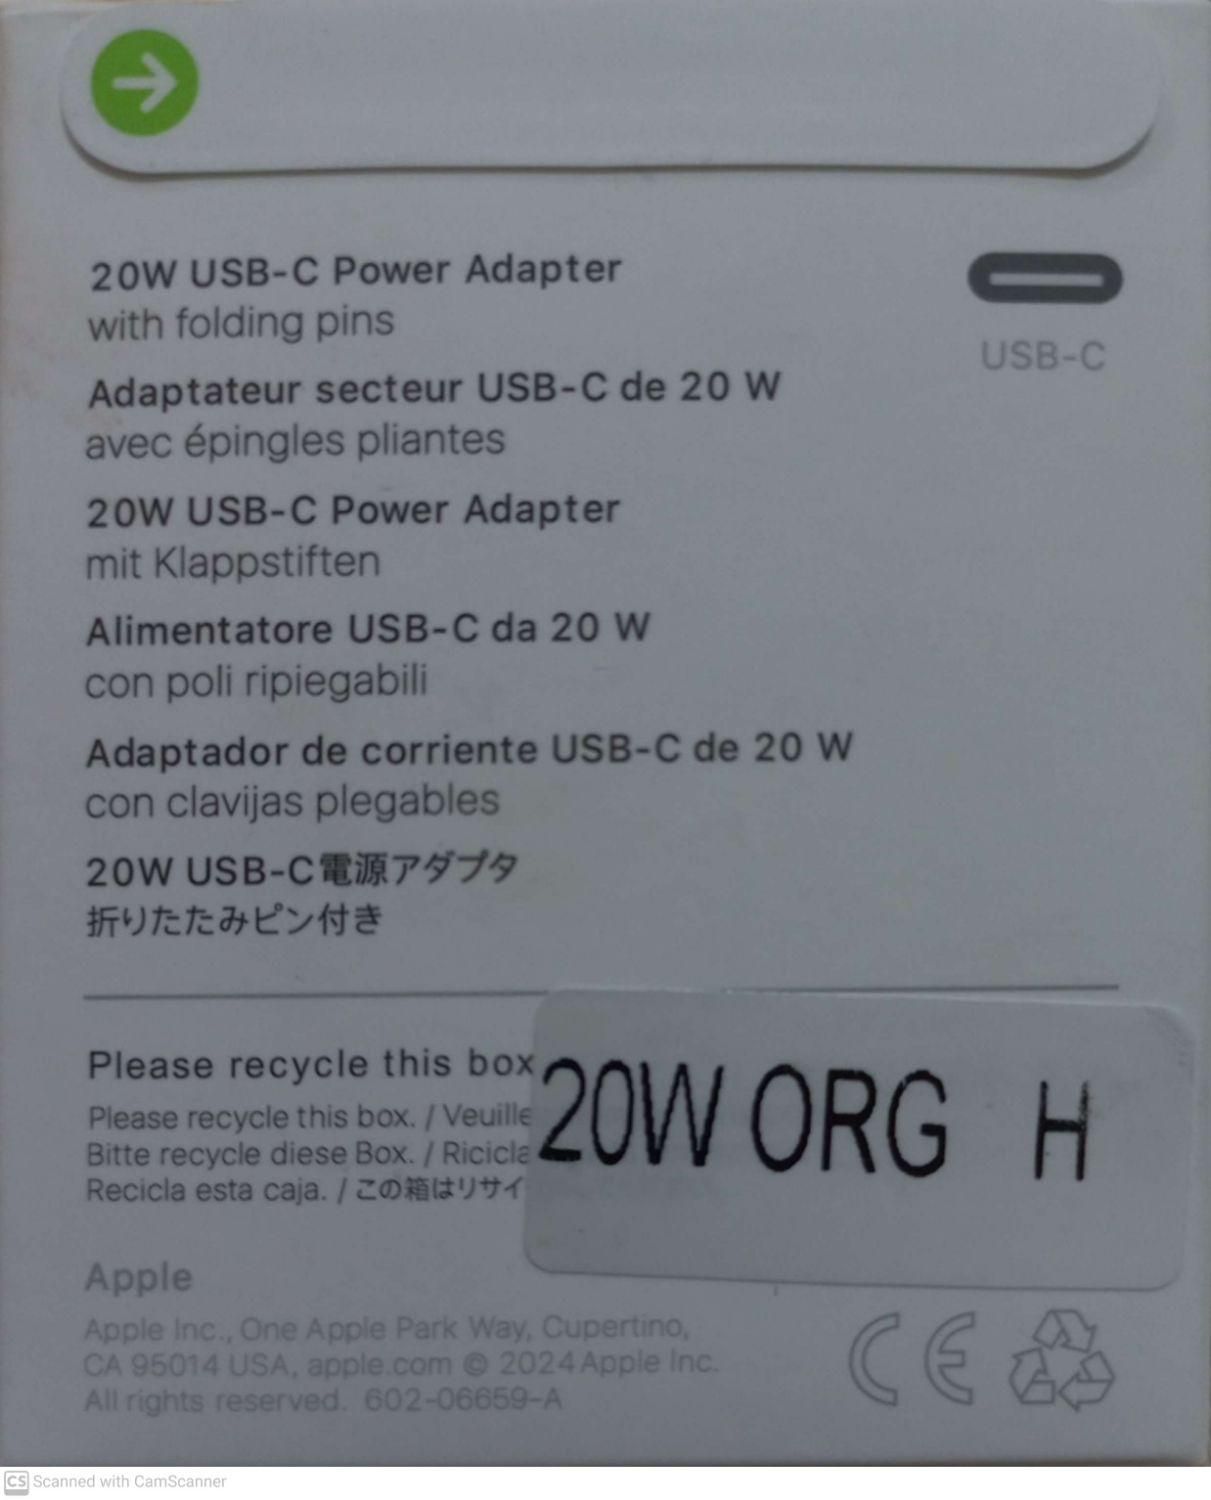 20W USB-C Power Adapter
with folding pins
USB-C
Adaptateur secteur USB-C de 20 W
avec épingles pliantes
20W USB-C Power Adapter
mit Klappstiften
Alimentatore USB-C da 20 W
con poli ripiegabili
Adaptador de corriente USB-C de 20 W
con clavijas plegables
20W USB-C電源アダプタ
折りたたみピン付き
Please recycle this box
Please recycle this box. / Veuille
Bitte recycle diese Box. / Ricicla
Recicla esta caja. / この箱はリサイ
20W ORG H
Apple
Apple Inc., One Apple Park Way, Cupertino,
CA 95014 USA, apple.com © 2024 Apple Inc.
All rights reserved. 602-06659-A
CE
CS Scanned with CamScanner